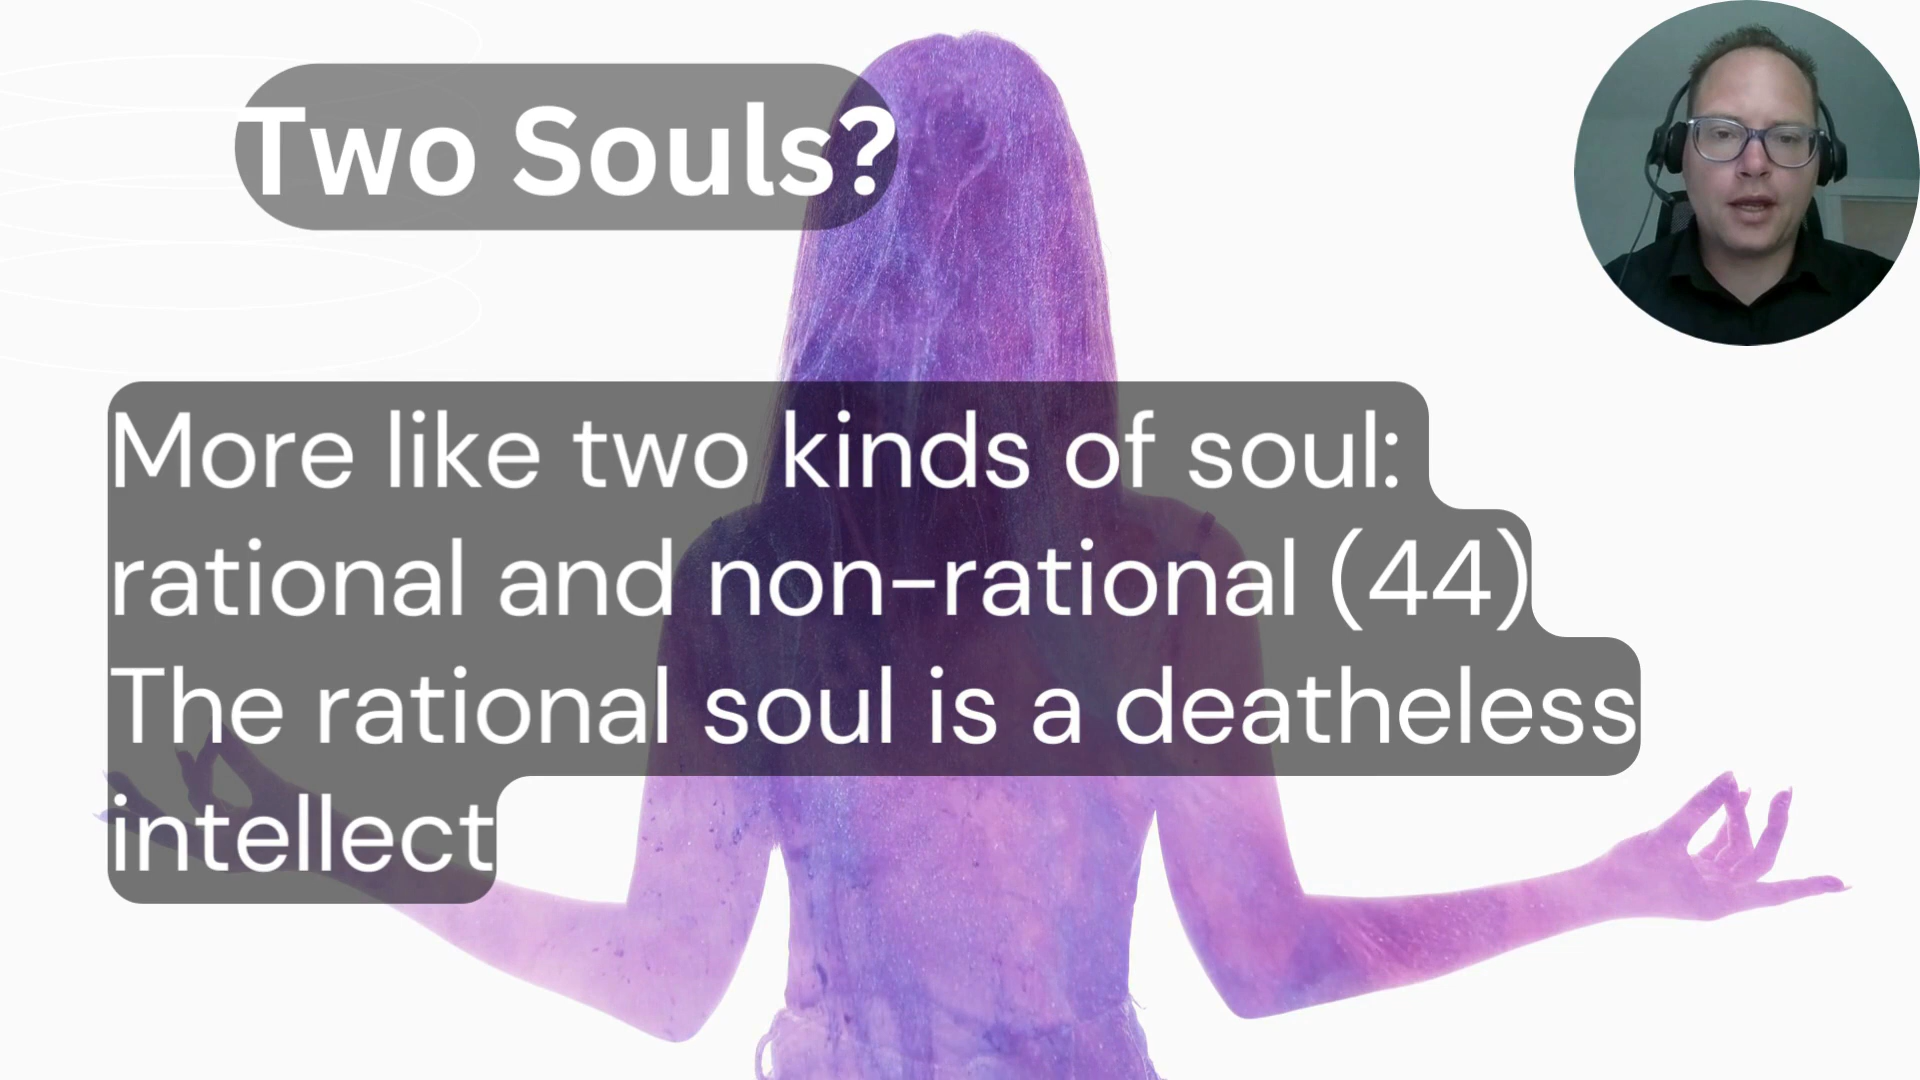 Two Souls?
More like two kinds of soul:
rational and non-rational (44)
The rational soul is a deatheless
intellect